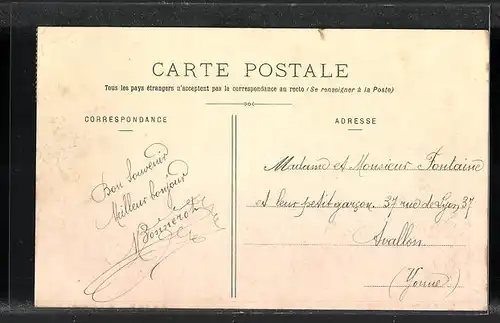 CARTE POSTALE
Tous les pays étrangers n'acceptent pas la correspondance au recto (Se renseigner à la Poste)
CORRESPONDANCE
Bon souvenir
Meilleur bonjour
ADRESSE
Madame et Monsieur Fontaine
et leur petit garçon. 37 rue de Lyon 37
Avallon
(Yonne)